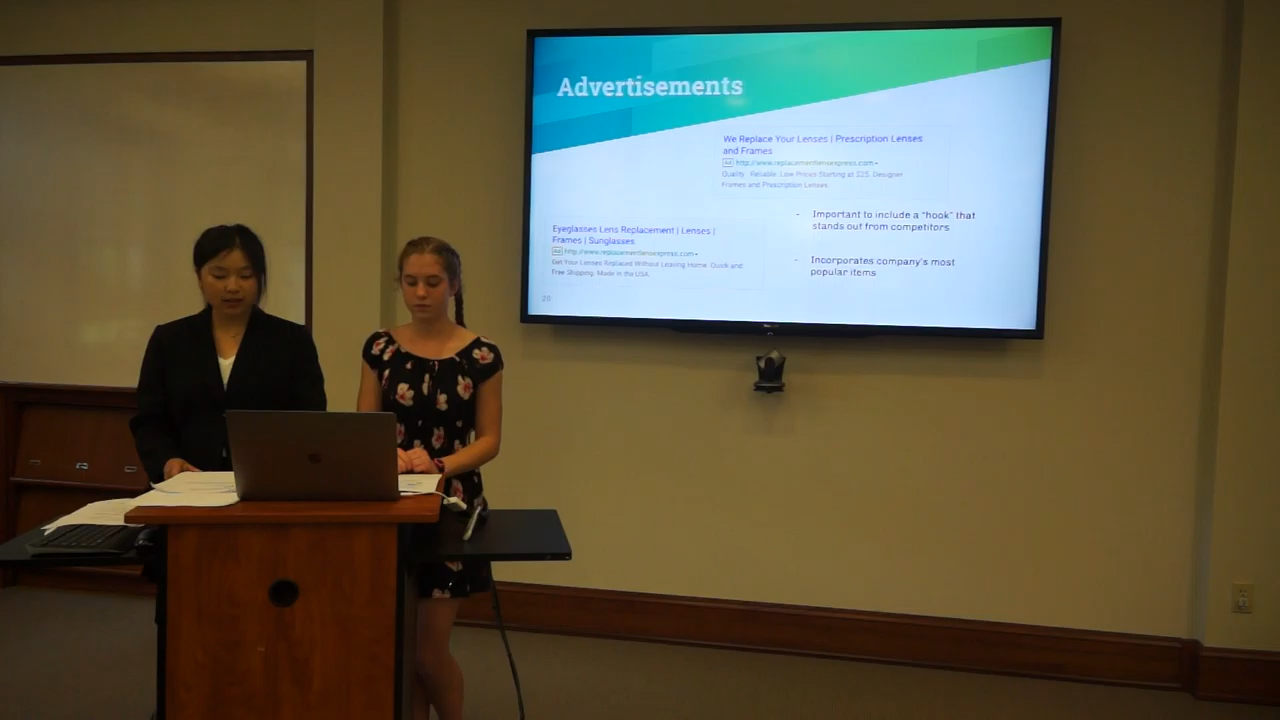 Advertisements
We Replace Your Lenses | Prescription Lenses
and Frames
Ad http://www.replacementlensexpress.com
Quality. Reliable. Low Prices Starting at $25. Designer
Frames and Prescription Lenses.
- Important to include a "hook" that
stands out from competitors
Eyeglasses Lens Replacement | Lenses |
Frames | Sunglasses
Ad http://www.replacementlensexpress.com
Get Your Lenses Replaced Without Leaving Home. Quick and
Free Shipping. Made in the USA.
- Incorporates company's most
popular items
20